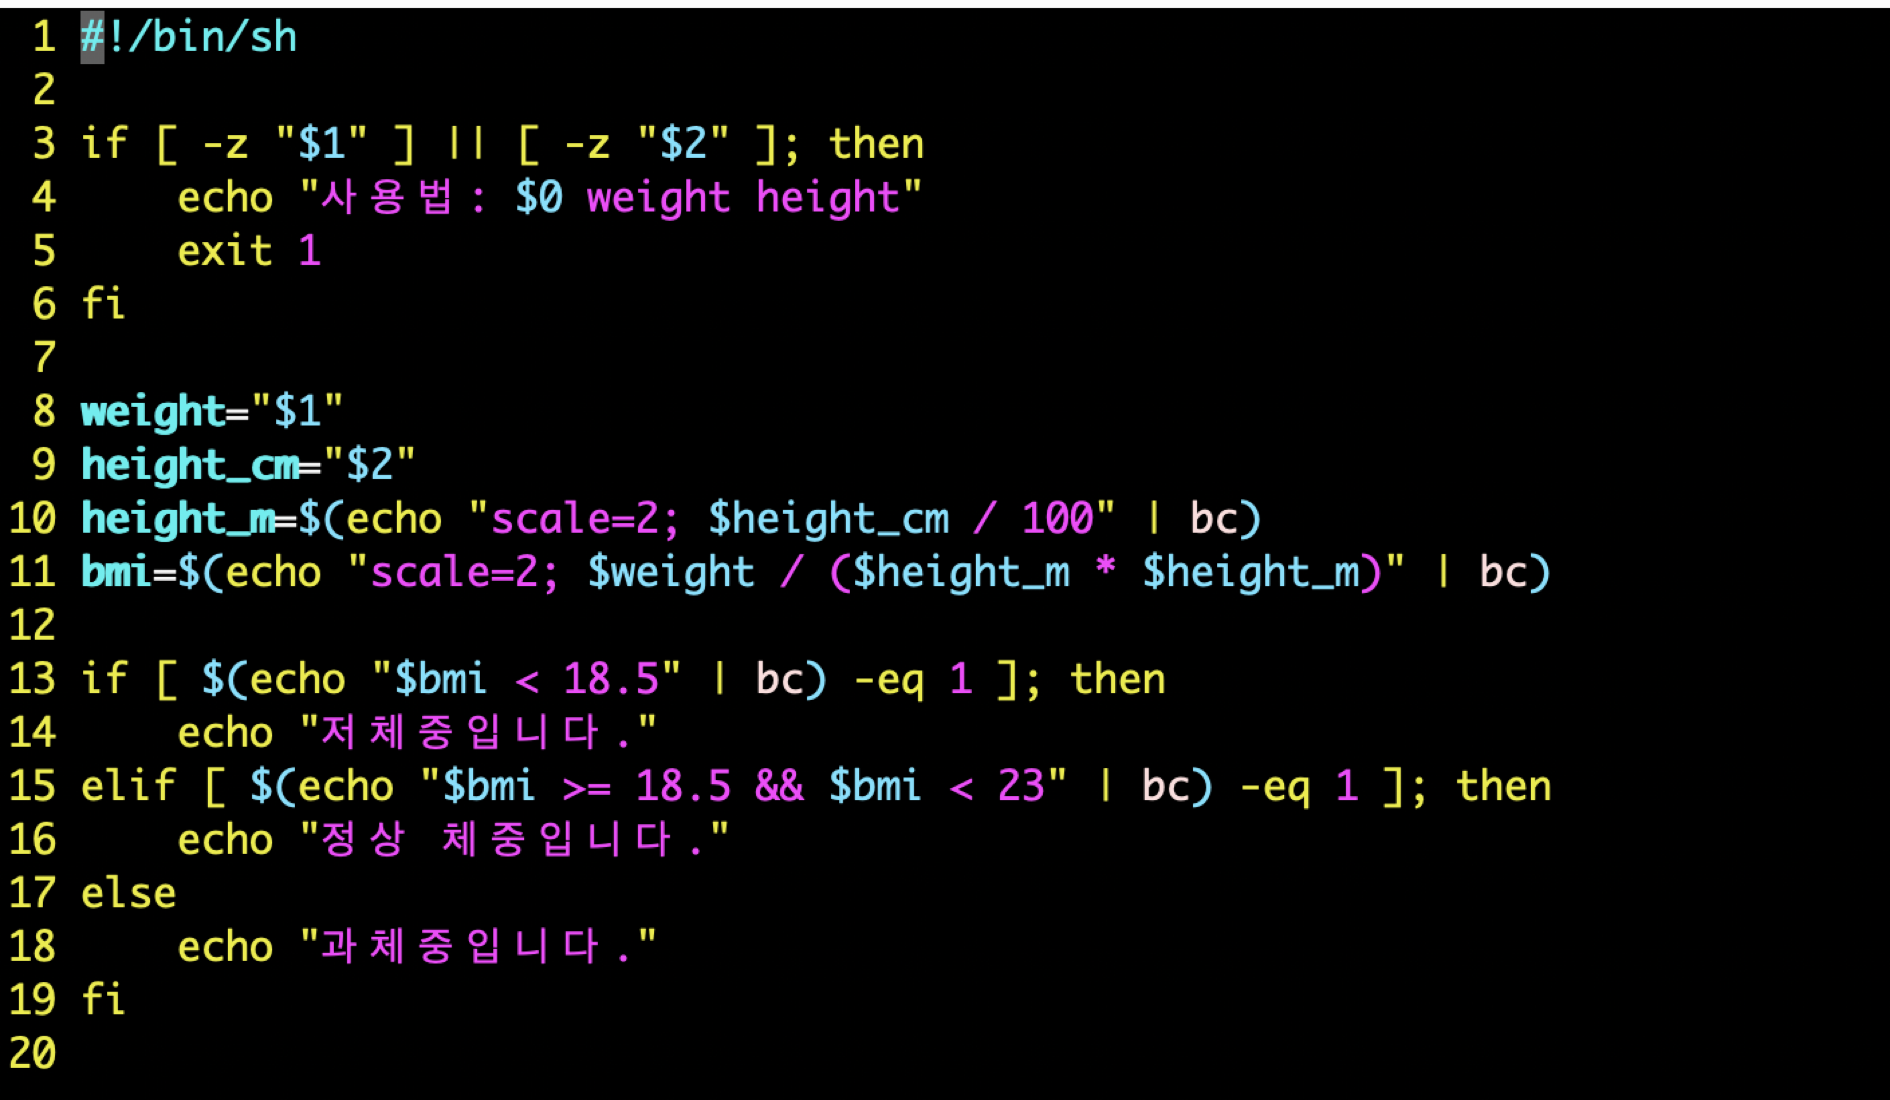 1 #!/bin/sh
2
3 if [ -z "$1" ] || [ -z "$2" ]; then
4     echo "사용법: $0 weight height"
5     exit 1
6 fi
7
8 weight="$1"
9 height_cm="$2"
10 height_m=$(echo "scale=2; $height_cm / 100" | bc)
11 bmi=$(echo "scale=2; $weight / ($height_m * $height_m)" | bc)
12
13 if [ $(echo "$bmi < 18.5" | bc) -eq 1 ]; then
14     echo "저체중입니다."
15 elif [ $(echo "$bmi >= 18.5 && $bmi < 23" | bc) -eq 1 ]; then
16     echo "정상 체중입니다."
17 else
18     echo "과체중입니다."
19 fi
20